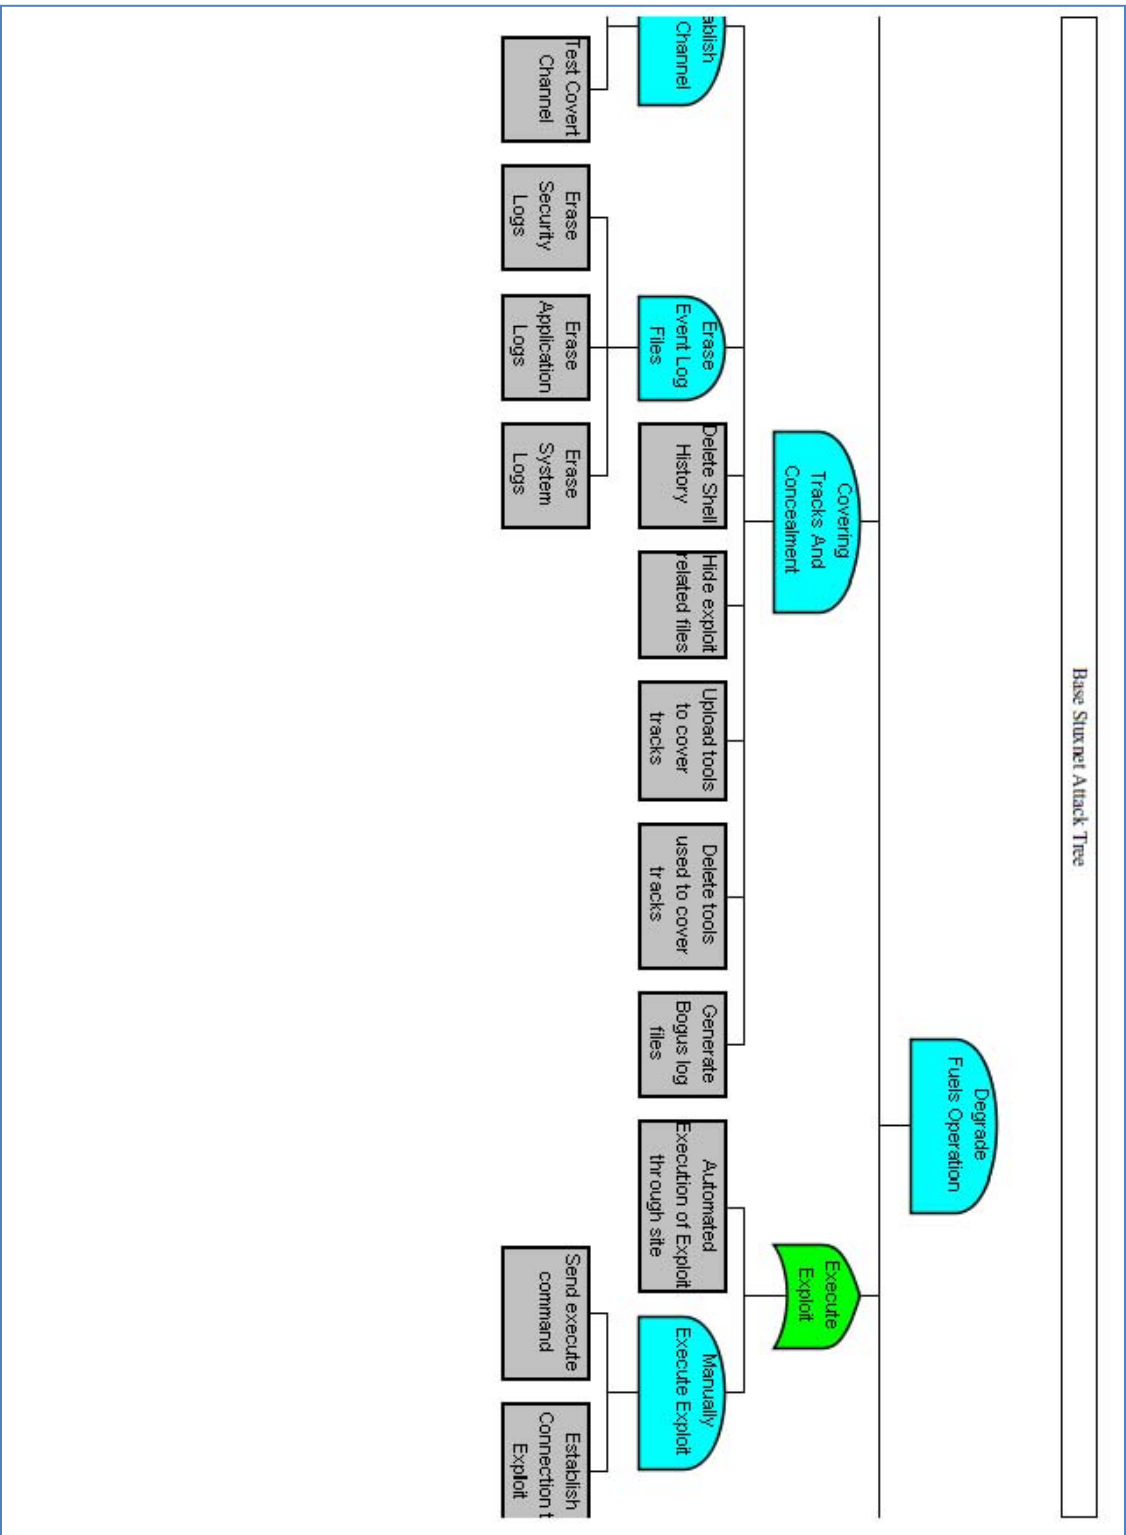 Base Stuxnet Attack Tree
Degrade
Fuels Operation
Covering
Tracks And
Concealment
Execute
Exploit
ablish
Channel
Erase
Event Log
Files
Delete Shell
History
Hide exploit
related files
Upload tools
to cover
tracks
Delete tools
used to cover
tracks
Generate
Bogus log
files
Automated
Execution of Exploit
through site
Manually
Execute Exploit
Test Covert
Channel
Erase
Security
Logs
Erase
Application
Logs
Erase
System
Logs
Send execute
command
Establish
Connection t
Exploit